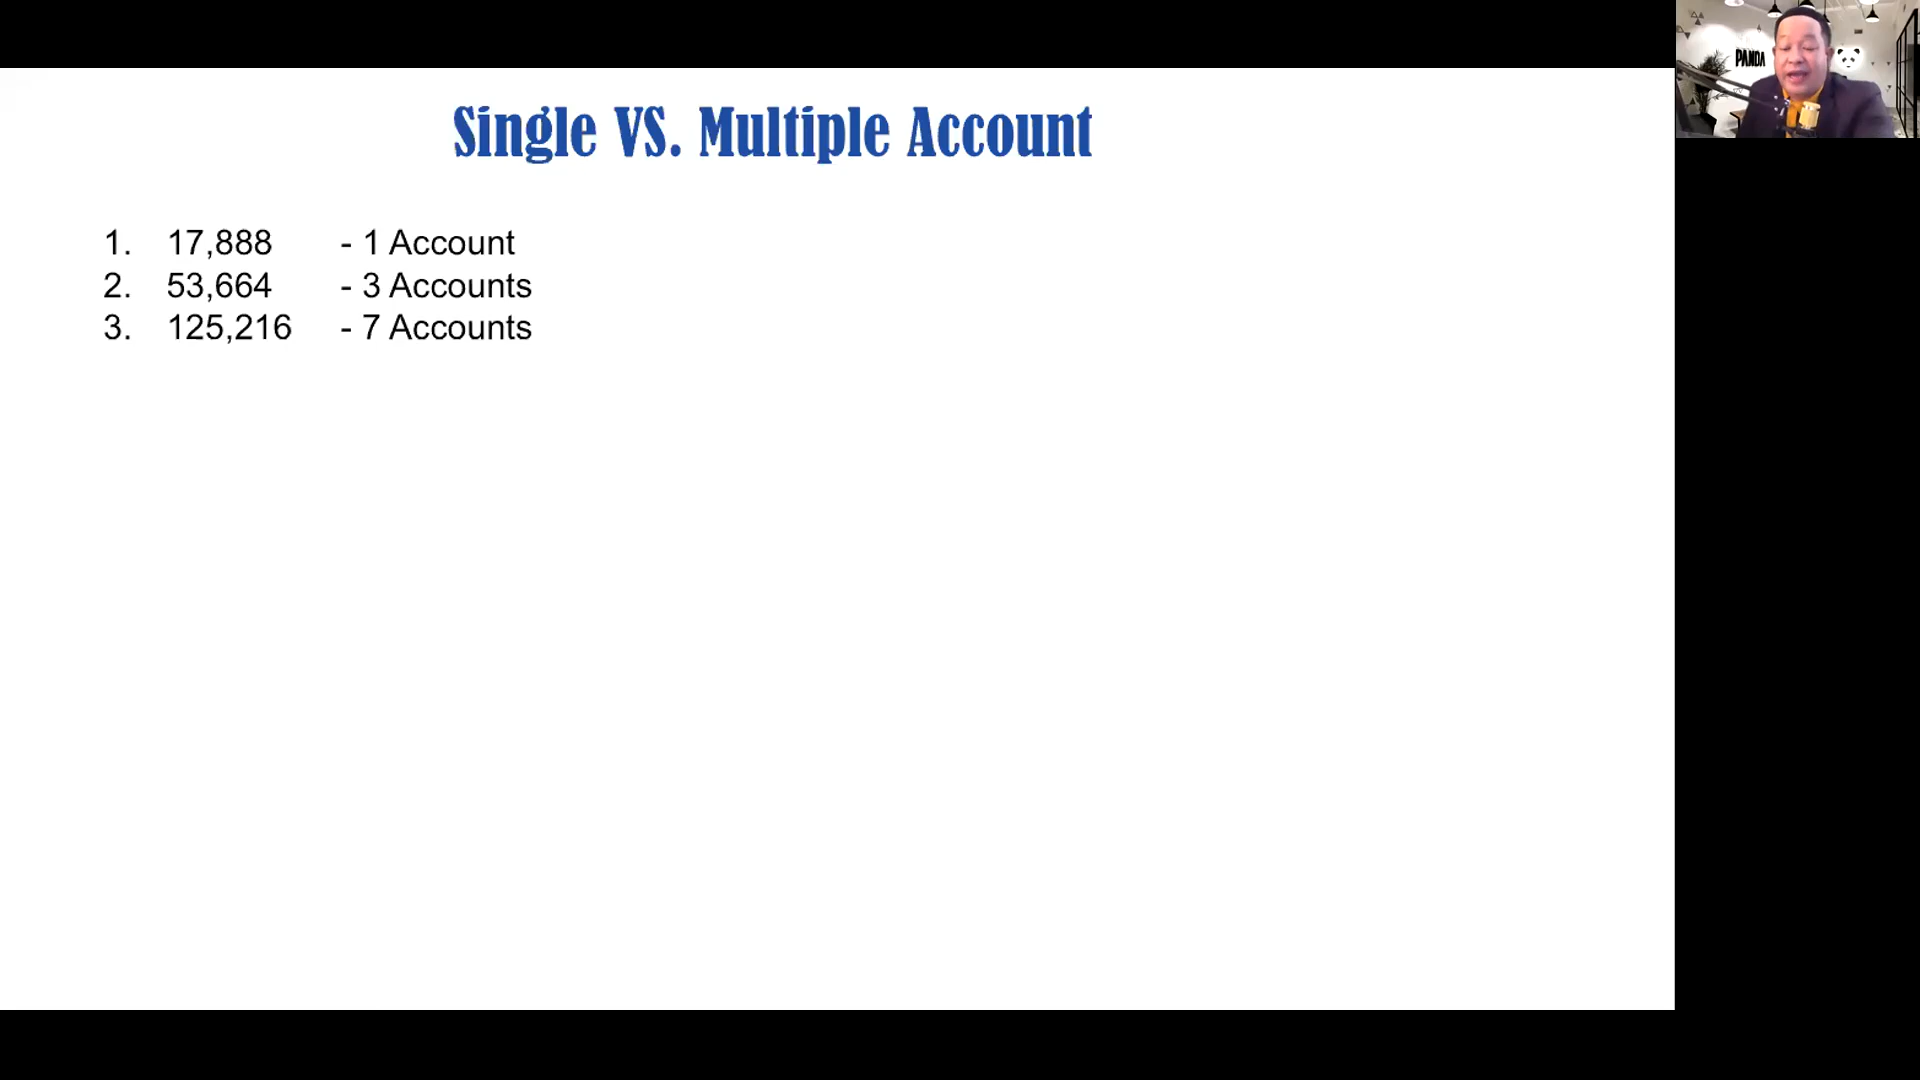 Single VS. Multiple Account
1. 17,888 - 1 Account
2. 53,664 - 3 Accounts
3. 125,216 - 7 Accounts
PANDA